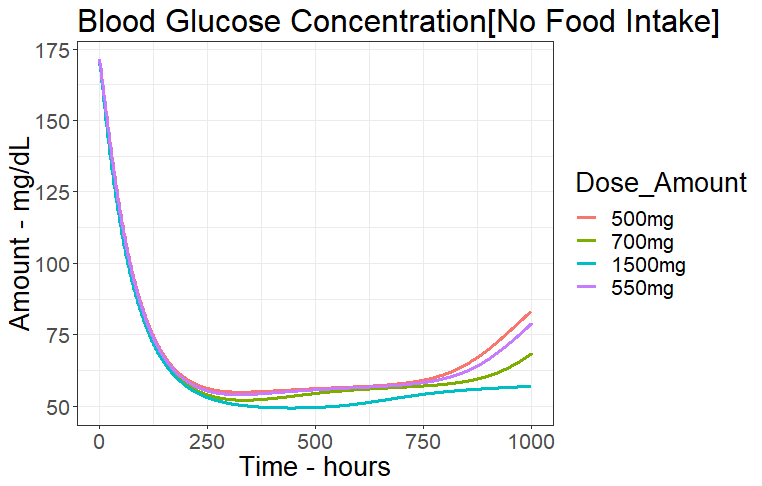 Blood Glucose Concentration[No Food Intake]
Amount - mg/dL
175
150
125
100
75
50
0
250
500
750
1000
Time - hours
Dose_Amount
500mg
700mg
1500mg
550mg